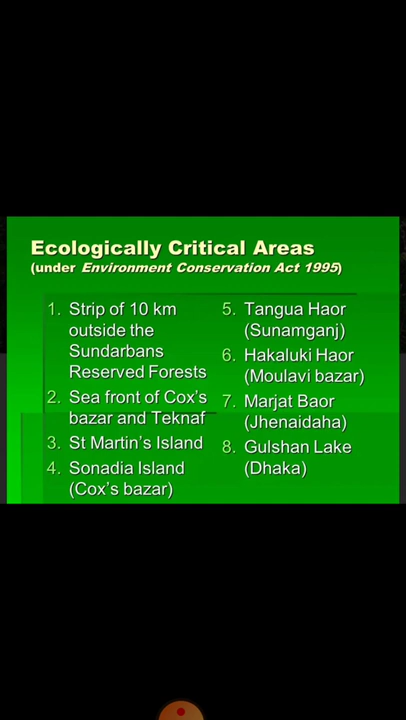 Ecologically Critical Areas
(under Environment Conservation Act 1995)
1. Strip of 10 km
outside the
Sundarbans
Reserved Forests
2. Sea front of Cox's
bazar and Teknaf
3. St Martin's Island
4. Sonadia Island
(Cox's bazar)
5. Tangua Haor
(Sunamganj)
6. Hakaluki Haor
(Moulavi bazar)
7. Marjat Baor
(Jhenaidaha)
8. Gulshan Lake
(Dhaka)